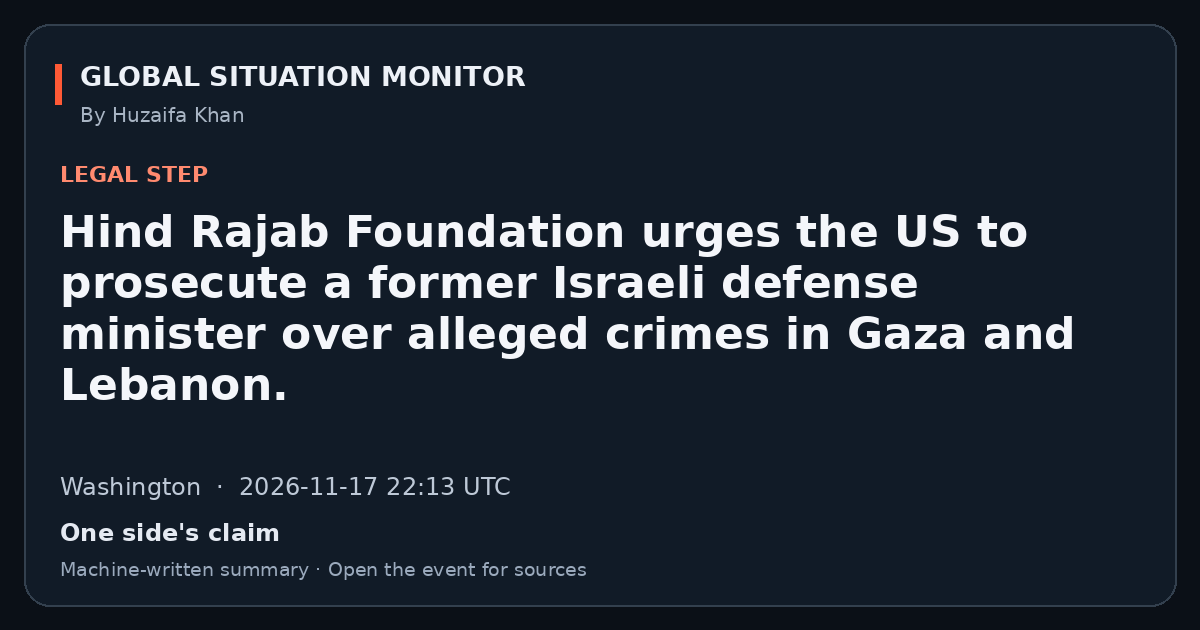 GLOBAL SITUATION MONITOR
By Huzaifa Khan
LEGAL STEP
Hind Rajab Foundation urges the US to
prosecute a former Israeli defense
minister over alleged crimes in Gaza and
Lebanon.
Washington · 2026-11-17 22:13 UTC
One side's claim
Machine-written summary · Open the event for sources